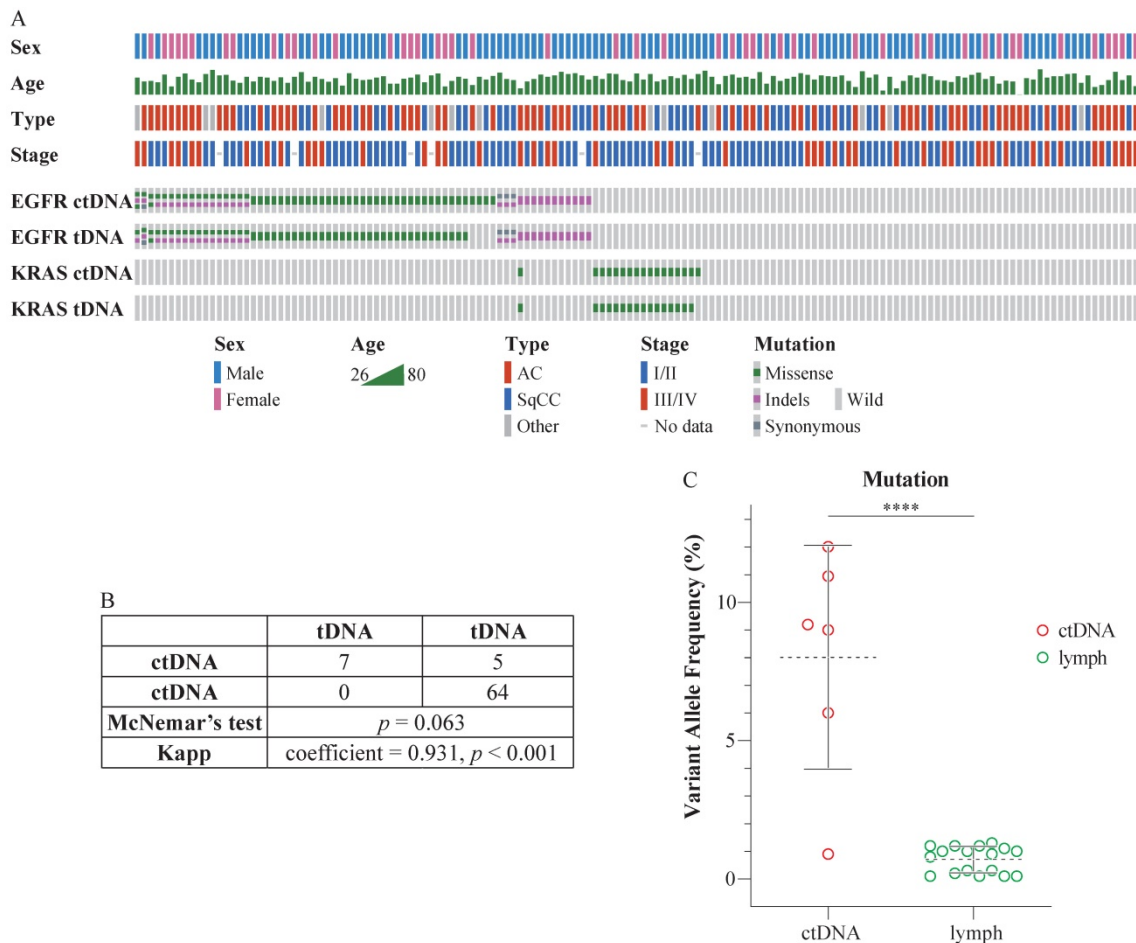 A
Sex
Age
Type
Stage
EGFR ctDNA
EGFR tDNA
KRAS ctDNA
KRAS tDNA
Sex Age Type Stage Mutation
Male 26 80 AC I/II Missense
Female SqCC III/IV Indels Wild
Other No data Synonymous
B
tDNA tDNA
ctDNA 7 5
ctDNA 0 64
McNemar’s test p = 0.063
Kapp coefficient = 0.931, p < 0.001
C
Mutation
****
Variant Allele Frequency (%)
10
5
0
ctDNA lymph
ctDNA
lymph